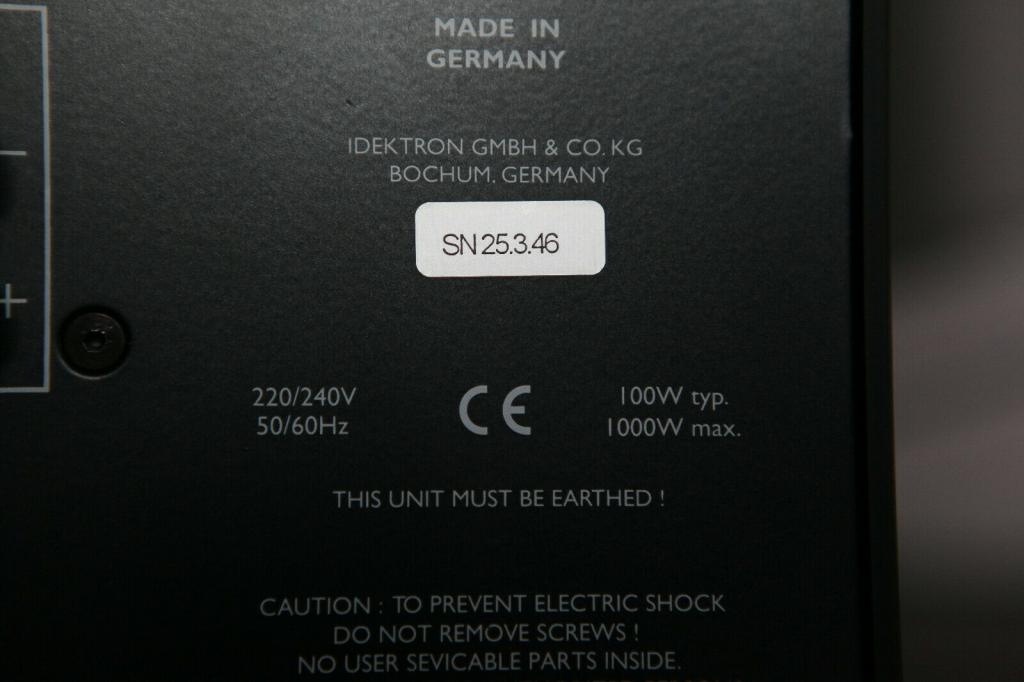 MADE IN
GERMANY
IDEKTRON GMBH & CO. KG
BOCHUM. GERMANY
SN 25.3.46
220/240V
50/60Hz
CE
100W typ.
1000W max.
THIS UNIT MUST BE EARTHED !
CAUTION : TO PREVENT ELECTRIC SHOCK
DO NOT REMOVE SCREWS !
NO USER SEVICABLE PARTS INSIDE.